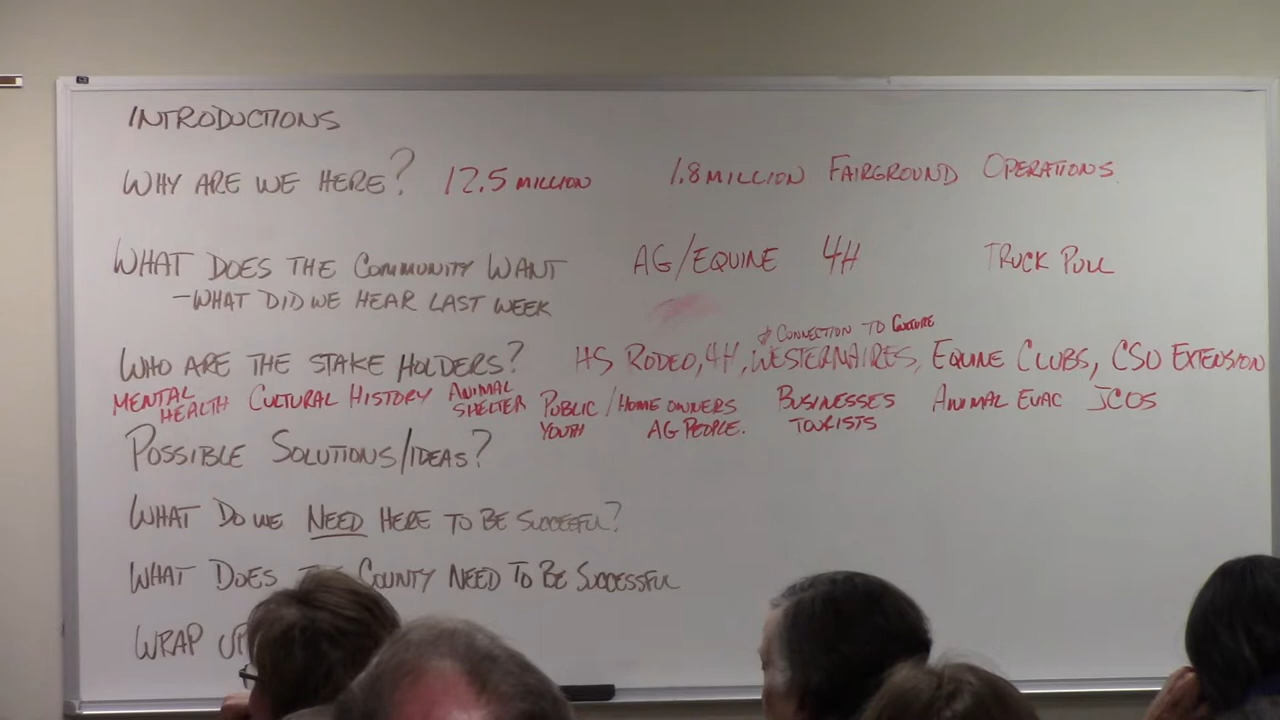 INTRODUCTIONS
WHY ARE WE HERE? 12.5 MILLION 1.8 MILLION FAIRGROUND OPERATIONS
WHAT DOES THE COMMUNITY WANT AG/EQUINE 4H TRUCK PULL
-WHAT DID WE HEAR LAST WEEK
CONNECTION TO CULTURE
WHO ARE THE STAKE HOLDERS? HS RODEO, 4H, WESTERNAIRES, EQUINE CLUBS, CSU EXTENSION
MENTAL HEALTH CULTURAL HISTORY ANIMAL SHELTER PUBLIC / HOME OWNERS BUSINESSES ANIMAL EVAC JCOS
YOUTH AG PEOPLE. TOURISTS
POSSIBLE SOLUTIONS/IDEAS?
WHAT DO WE NEED HERE TO BE SUCCESFUL?
WHAT DOES THE COUNTY NEED TO BE SUCCESSFUL
WRAP UP